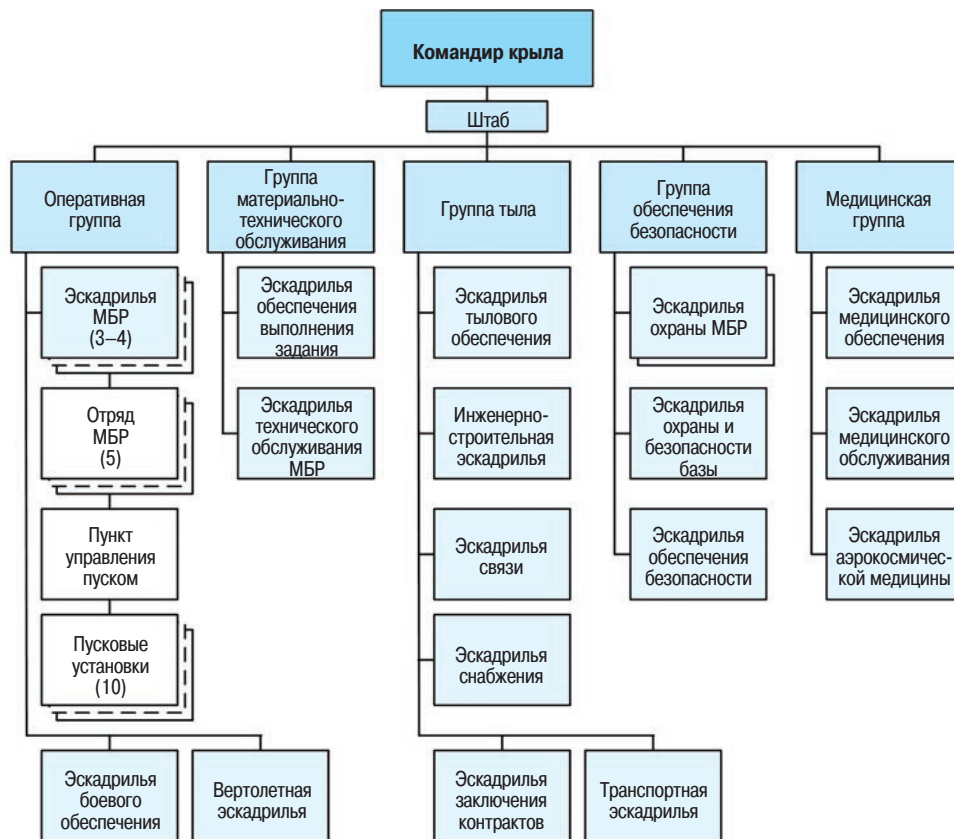 Командир крыла
Штаб
Оперативная
группа
Группа
материально-
технического
обслуживания
Группа тыла
Группа
обеспечения
безопасности
Медицинская
группа
Эскадрилья
МБР
(3–4)
Отряд
МБР
(5)
Пункт
управления
пуском
Пусковые
установки
(10)
Эскадрилья
боевого
обеспечения
Вертолетная
эскадрилья
Эскадрилья
обеспечения
выполнения
задания
Эскадрилья
технического
обслуживания
МБР
Эскадрилья
тылового
обеспечения
Инженерно-
строительная
эскадрилья
Эскадрилья
связи
Эскадрилья
снабжения
Эскадрилья
заключения
контрактов
Транспортная
эскадрилья
Эскадрилья
охраны МБР
Эскадрилья
охраны и
безопасности
базы
Эскадрилья
обеспечения
безопасности
Эскадрилья
медицинского
обеспечения
Эскадрилья
медицинского
обслуживания
Эскадрилья
аэрокосмичес-
кой медицины